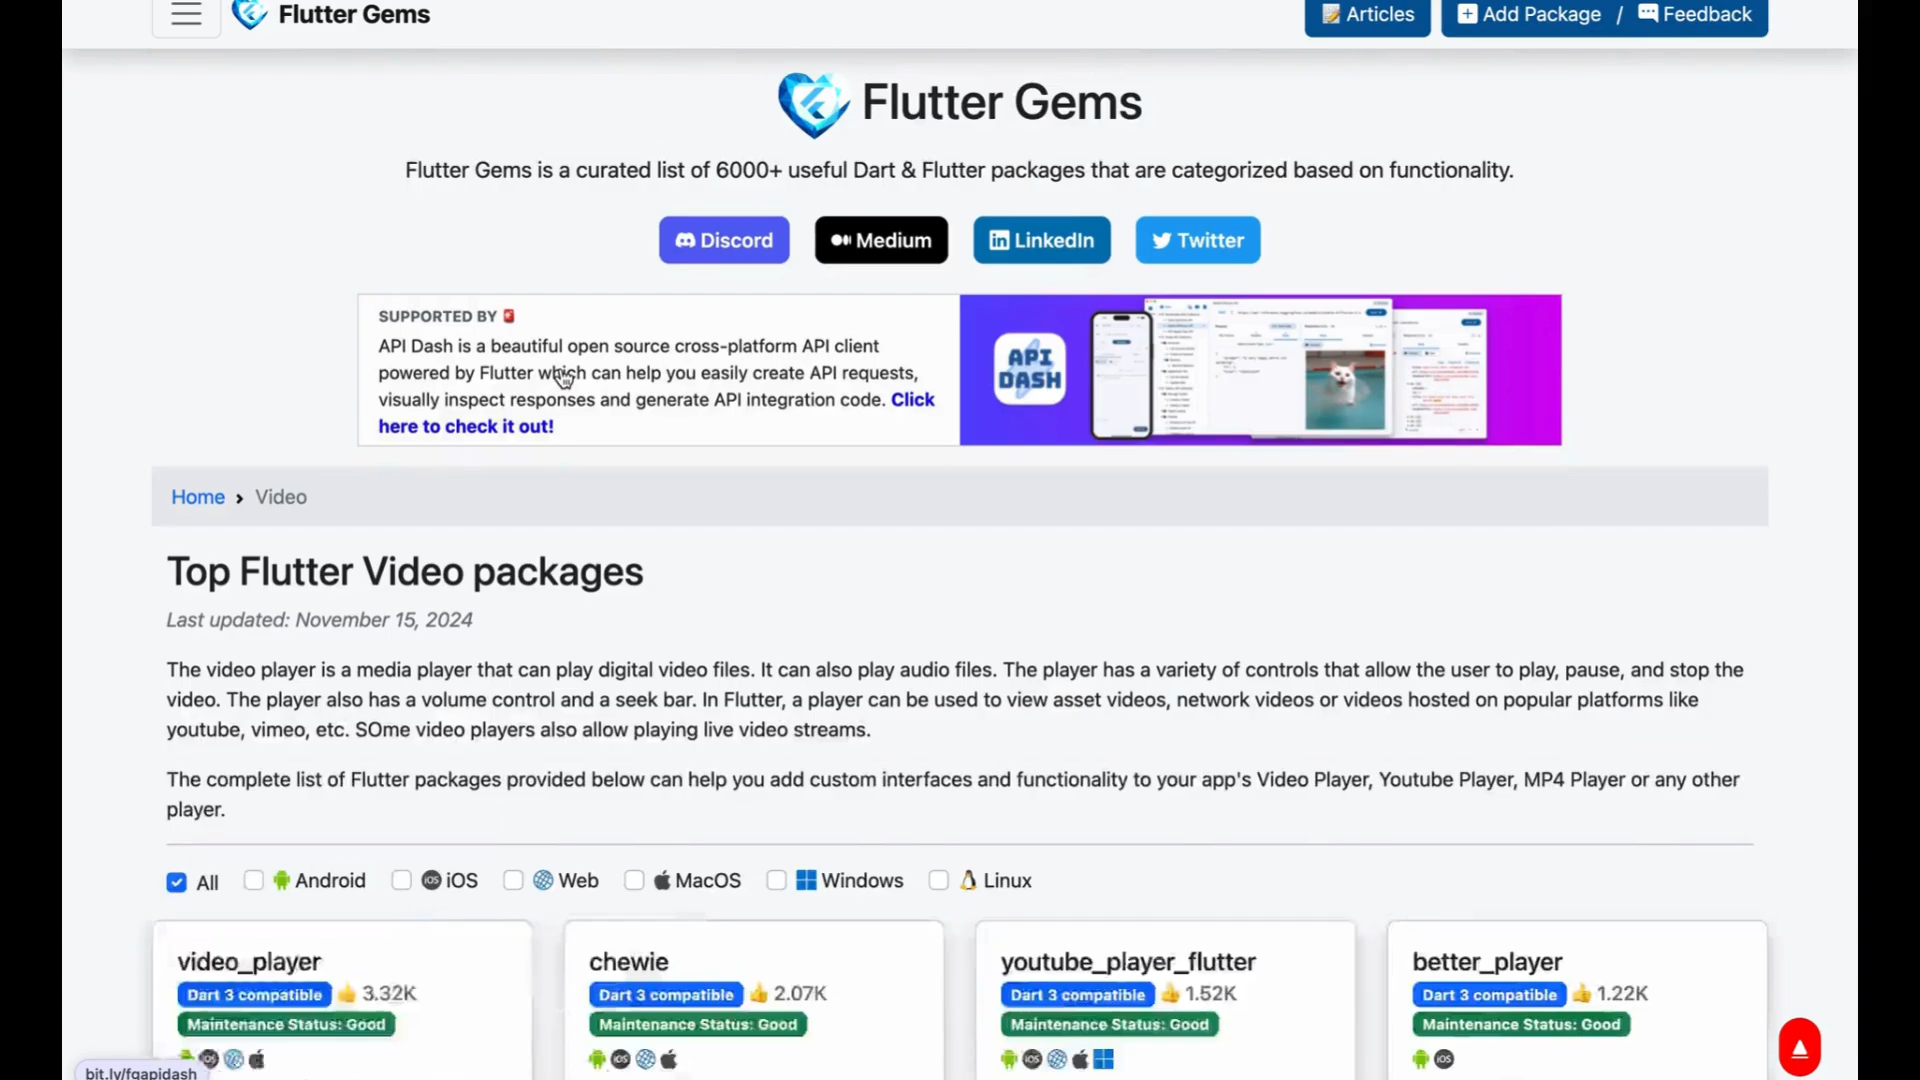 Flutter Gems
Articles
Add Package / Feedback
Flutter Gems
Flutter Gems is a curated list of 6000+ useful Dart & Flutter packages that are categorized based on functionality.
Discord
Medium
LinkedIn
Twitter
SUPPORTED BY
API Dash is a beautiful open source cross-platform API client
powered by Flutter which can help you easily create API requests,
visually inspect responses and generate API integration code. Click
here to check it out!
API
DASH
Home › Video
Top Flutter Video packages
Last updated: November 15, 2024
The video player is a media player that can play digital video files. It can also play audio files. The player has a variety of controls that allow the user to play, pause, and stop the
video. The player also has a volume control and a seek bar. In Flutter, a player can be used to view asset videos, network videos or videos hosted on popular platforms like
youtube, vimeo, etc. SOme video players also allow playing live video streams.
The complete list of Flutter packages provided below can help you add custom interfaces and functionality to your app's Video Player, Youtube Player, MP4 Player or any other
player.
All
Android
iOS
Web
MacOS
Windows
Linux
video_player
Dart 3 compatible 3.32K
Maintenance Status: Good
chewie
Dart 3 compatible 2.07K
Maintenance Status: Good
youtube_player_flutter
Dart 3 compatible 1.52K
Maintenance Status: Good
better_player
Dart 3 compatible 1.22K
Maintenance Status: Good
bit.ly/fgapidash